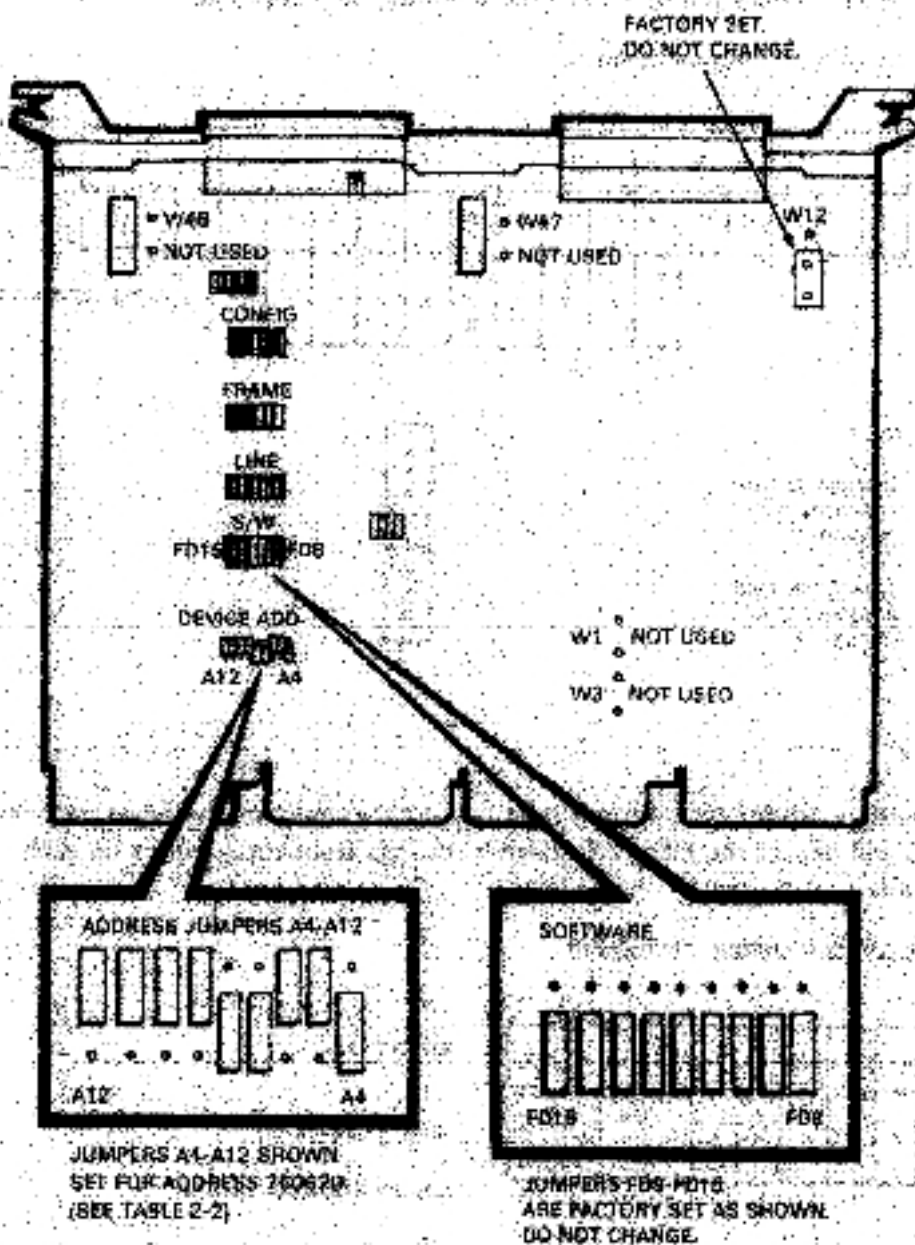 FACTORY SET.
DO NOT CHANGE.
W46
NOT USED
W47
NOT USED
W12
CONFIG
FRAME
LINE
S/W
FD15
FD8
DEVICE ADD
A12
A4
W1
NOT USED
W3
NOT USED
ADDRESS JUMPERS A4-A12
A12
A4
JUMPERS A4-A12 SHOWN
SET FOR ADDRESS
(SEE TABLE 2-2)
SOFTWARE
FD15
FD8
JUMPERS
ARE FACTORY SET AS SHOWN.
DO NOT CHANGE.